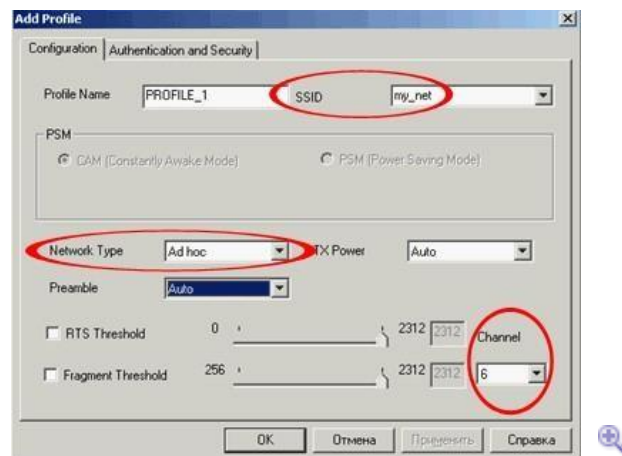 Add Profile
Configuration Authentication and Security
Profile Name PROFILE_1 SSID my_net
PSM
CAM (Constantly Awake Mode) PSM (Power Saving Mode)
Network Type Ad hoc TX Power Auto
Preamble Auto
RTS Threshold 0 2312 2312 Channel
Fragment Threshold 256 2312 2312 6
OK Отмена Применить Справка